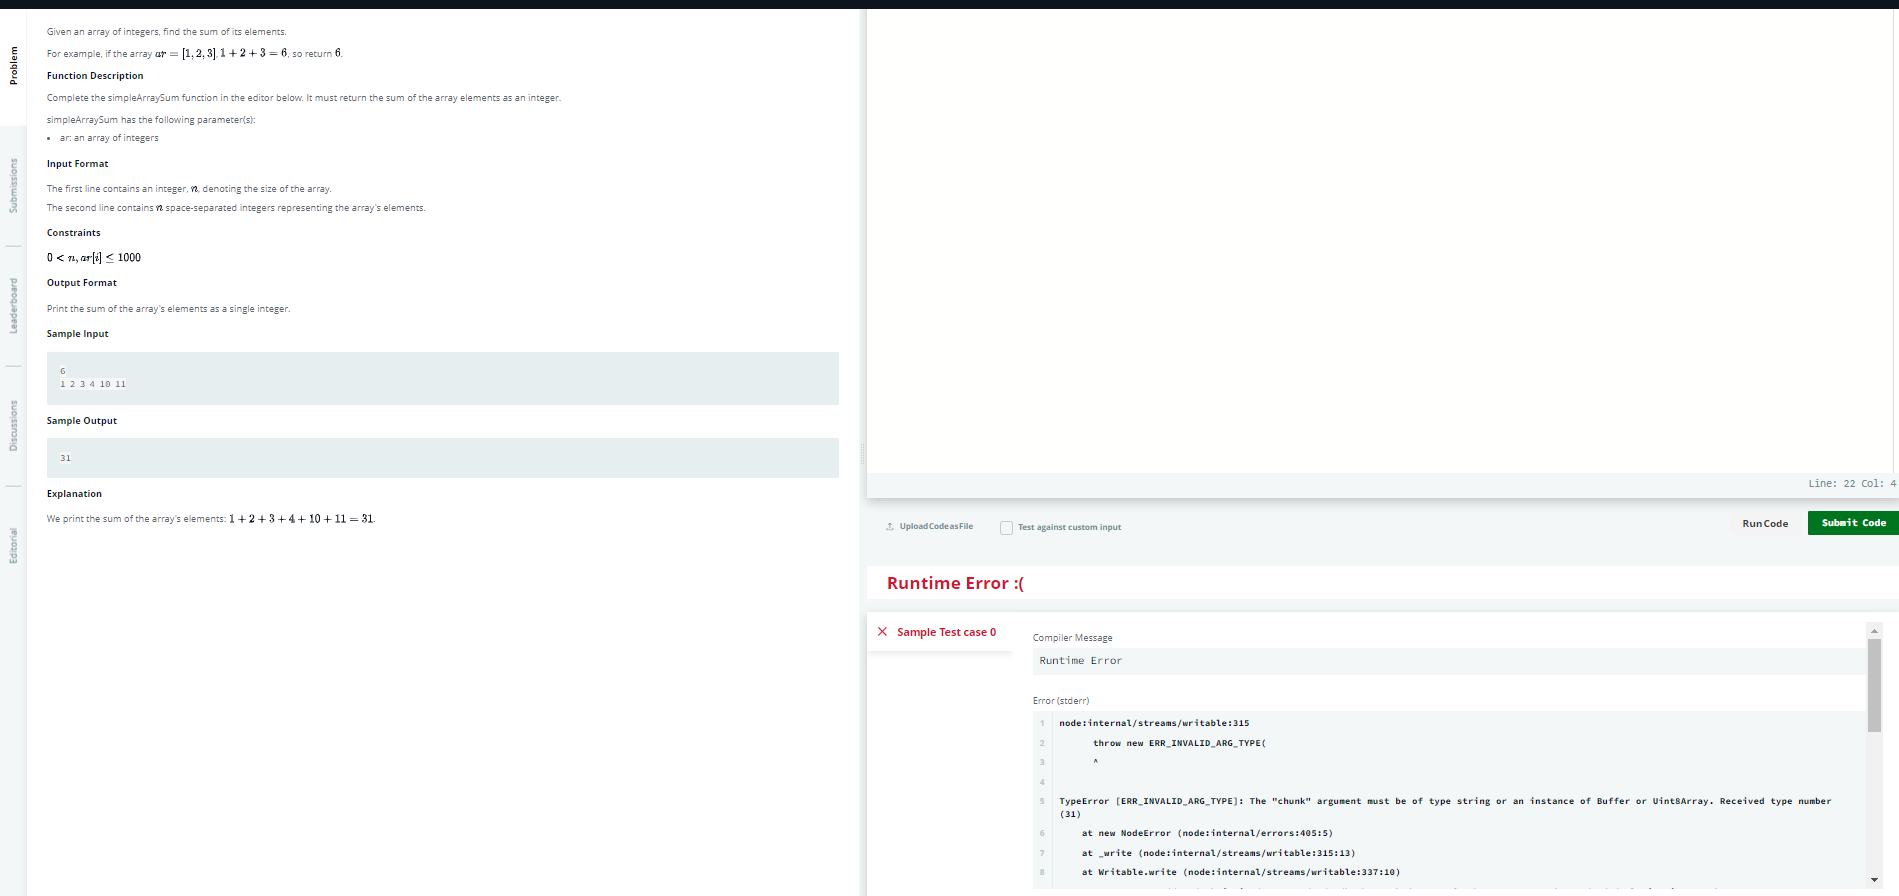 Problem
Submissions
Leaderboard
Discussions
Editorial
Given an array of integers, find the sum of its elements.
For example, if the array ar = [1, 2, 3], 1 + 2 + 3 = 6, so return 6.
Function Description
Complete the simpleArraySum function in the editor below. It must return the sum of the array elements as an integer.
simpleArraySum has the following parameter(s):
• ar: an array of integers
Input Format
The first line contains an integer, n, denoting the size of the array.
The second line contains n space-separated integers representing the array's elements.
Constraints
0 < n, ar[i] ≤ 1000
Output Format
Print the sum of the array's elements as a single integer.
Sample Input
6
1 2 3 4 10 11
Sample Output
31
Explanation
We print the sum of the array's elements: 1 + 2 + 3 + 4 + 10 + 11 = 31.
Line: 22 Col: 4
Upload Code as File
Test against custom input
Run Code
Submit Code
Runtime Error :(
Sample Test case 0
Compiler Message
Runtime Error
Error (stderr)
1 node:internal/streams/writable:315
2 throw new ERR_INVALID_ARG_TYPE(
3 ^
4
5 TypeError [ERR_INVALID_ARG_TYPE]: The "chunk" argument must be of type string or an instance of Buffer or Uint8Array. Received type number
(31)
6 at new NodeError (node:internal/errors:405:5)
7 at _write (node:internal/streams/writable:315:13)
8 at Writable.write (node:internal/streams/writable:337:10)